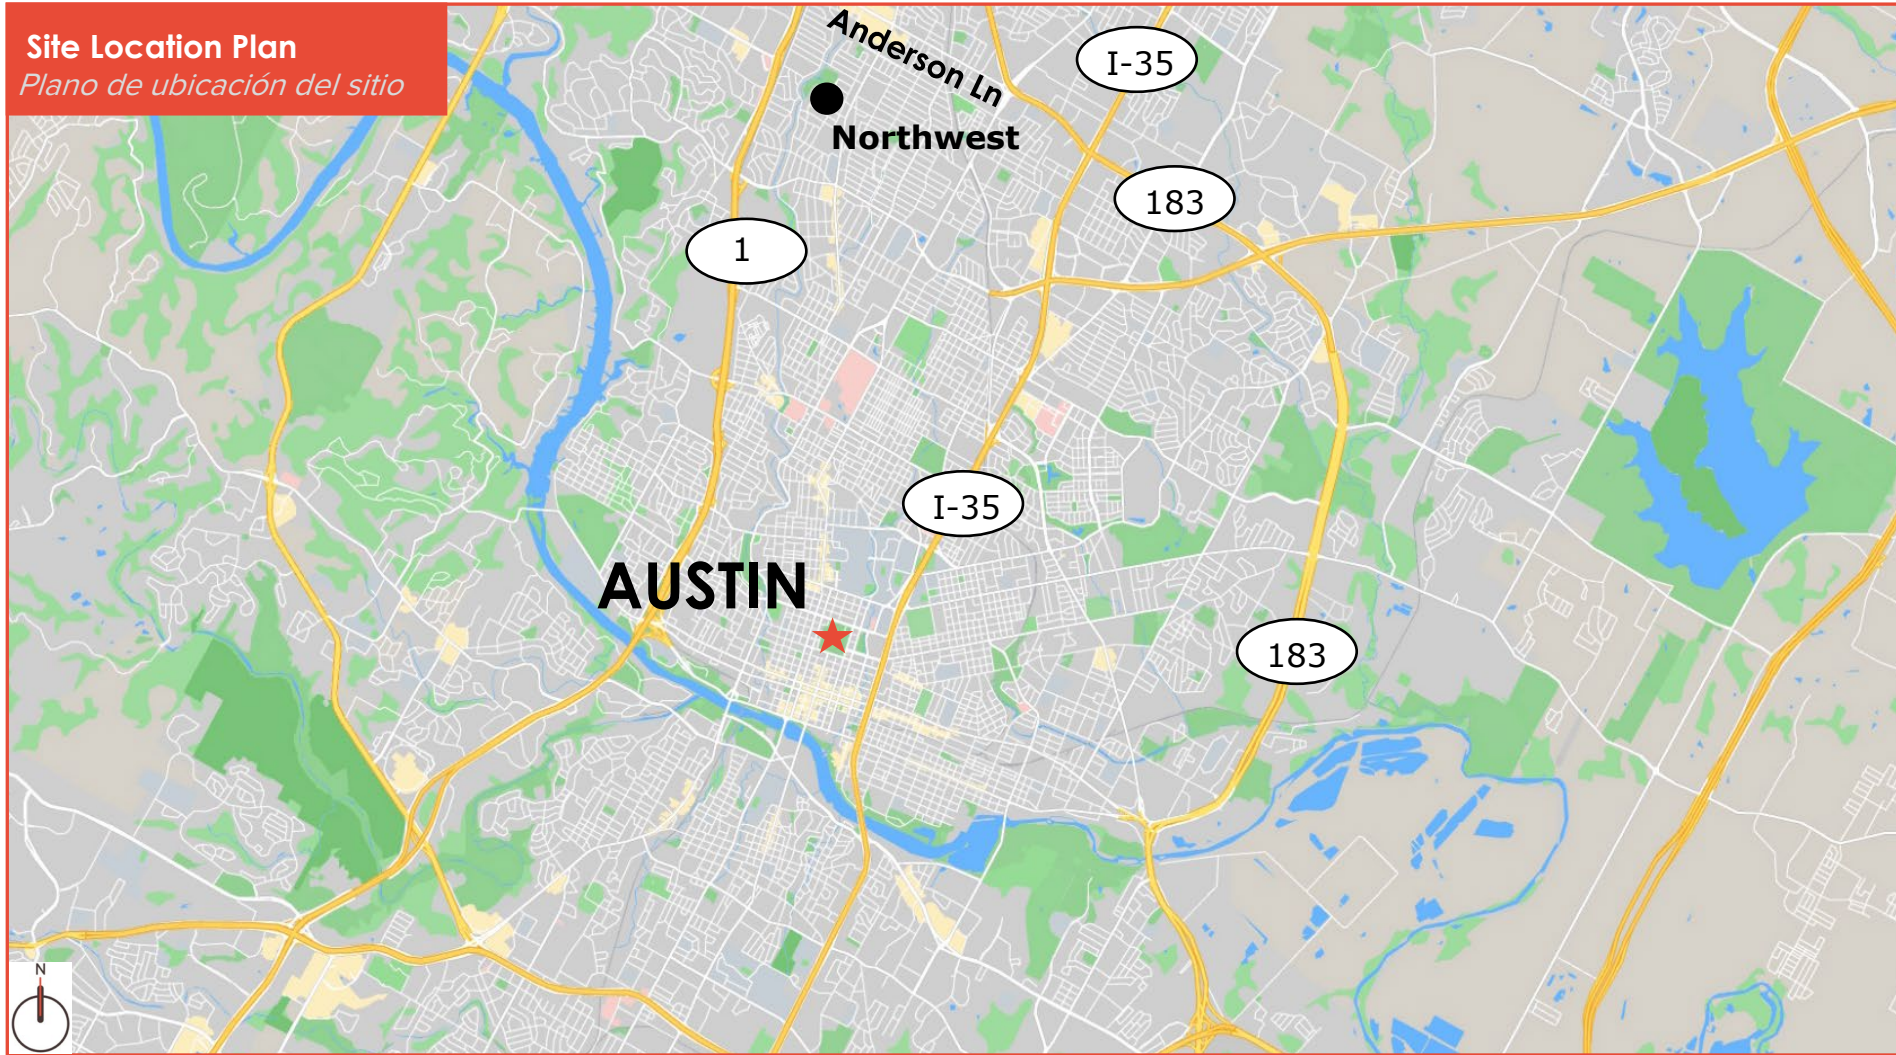 Site Location Plan
Plano de ubicación del sitio
Anderson Ln
I-35
Northwest
183
1
I-35
AUSTIN
183
N